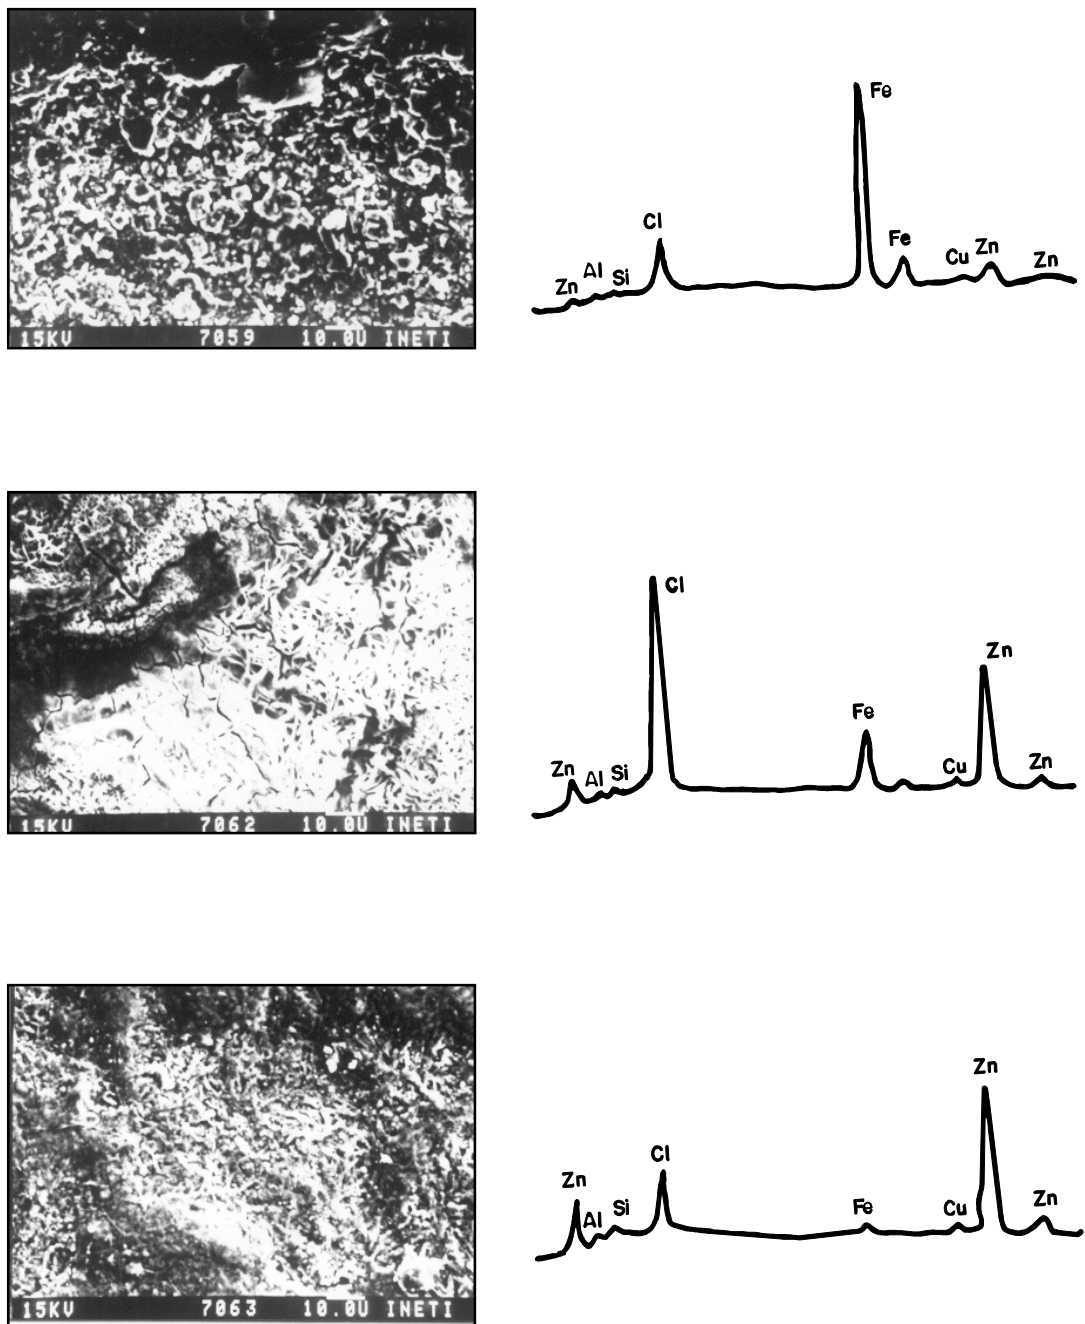 Fe
Cl
Fe
Zn Al Si
Cu Zn Zn
15KV 7059 10.0U INETI
Cl
Zn
Fe
Zn Al Si
Cu Zn
15KV 7062 10.0U INETI
Zn
Cl
Zn
Al Si
Fe Cu Zn
15KV 7063 10.0U INETI